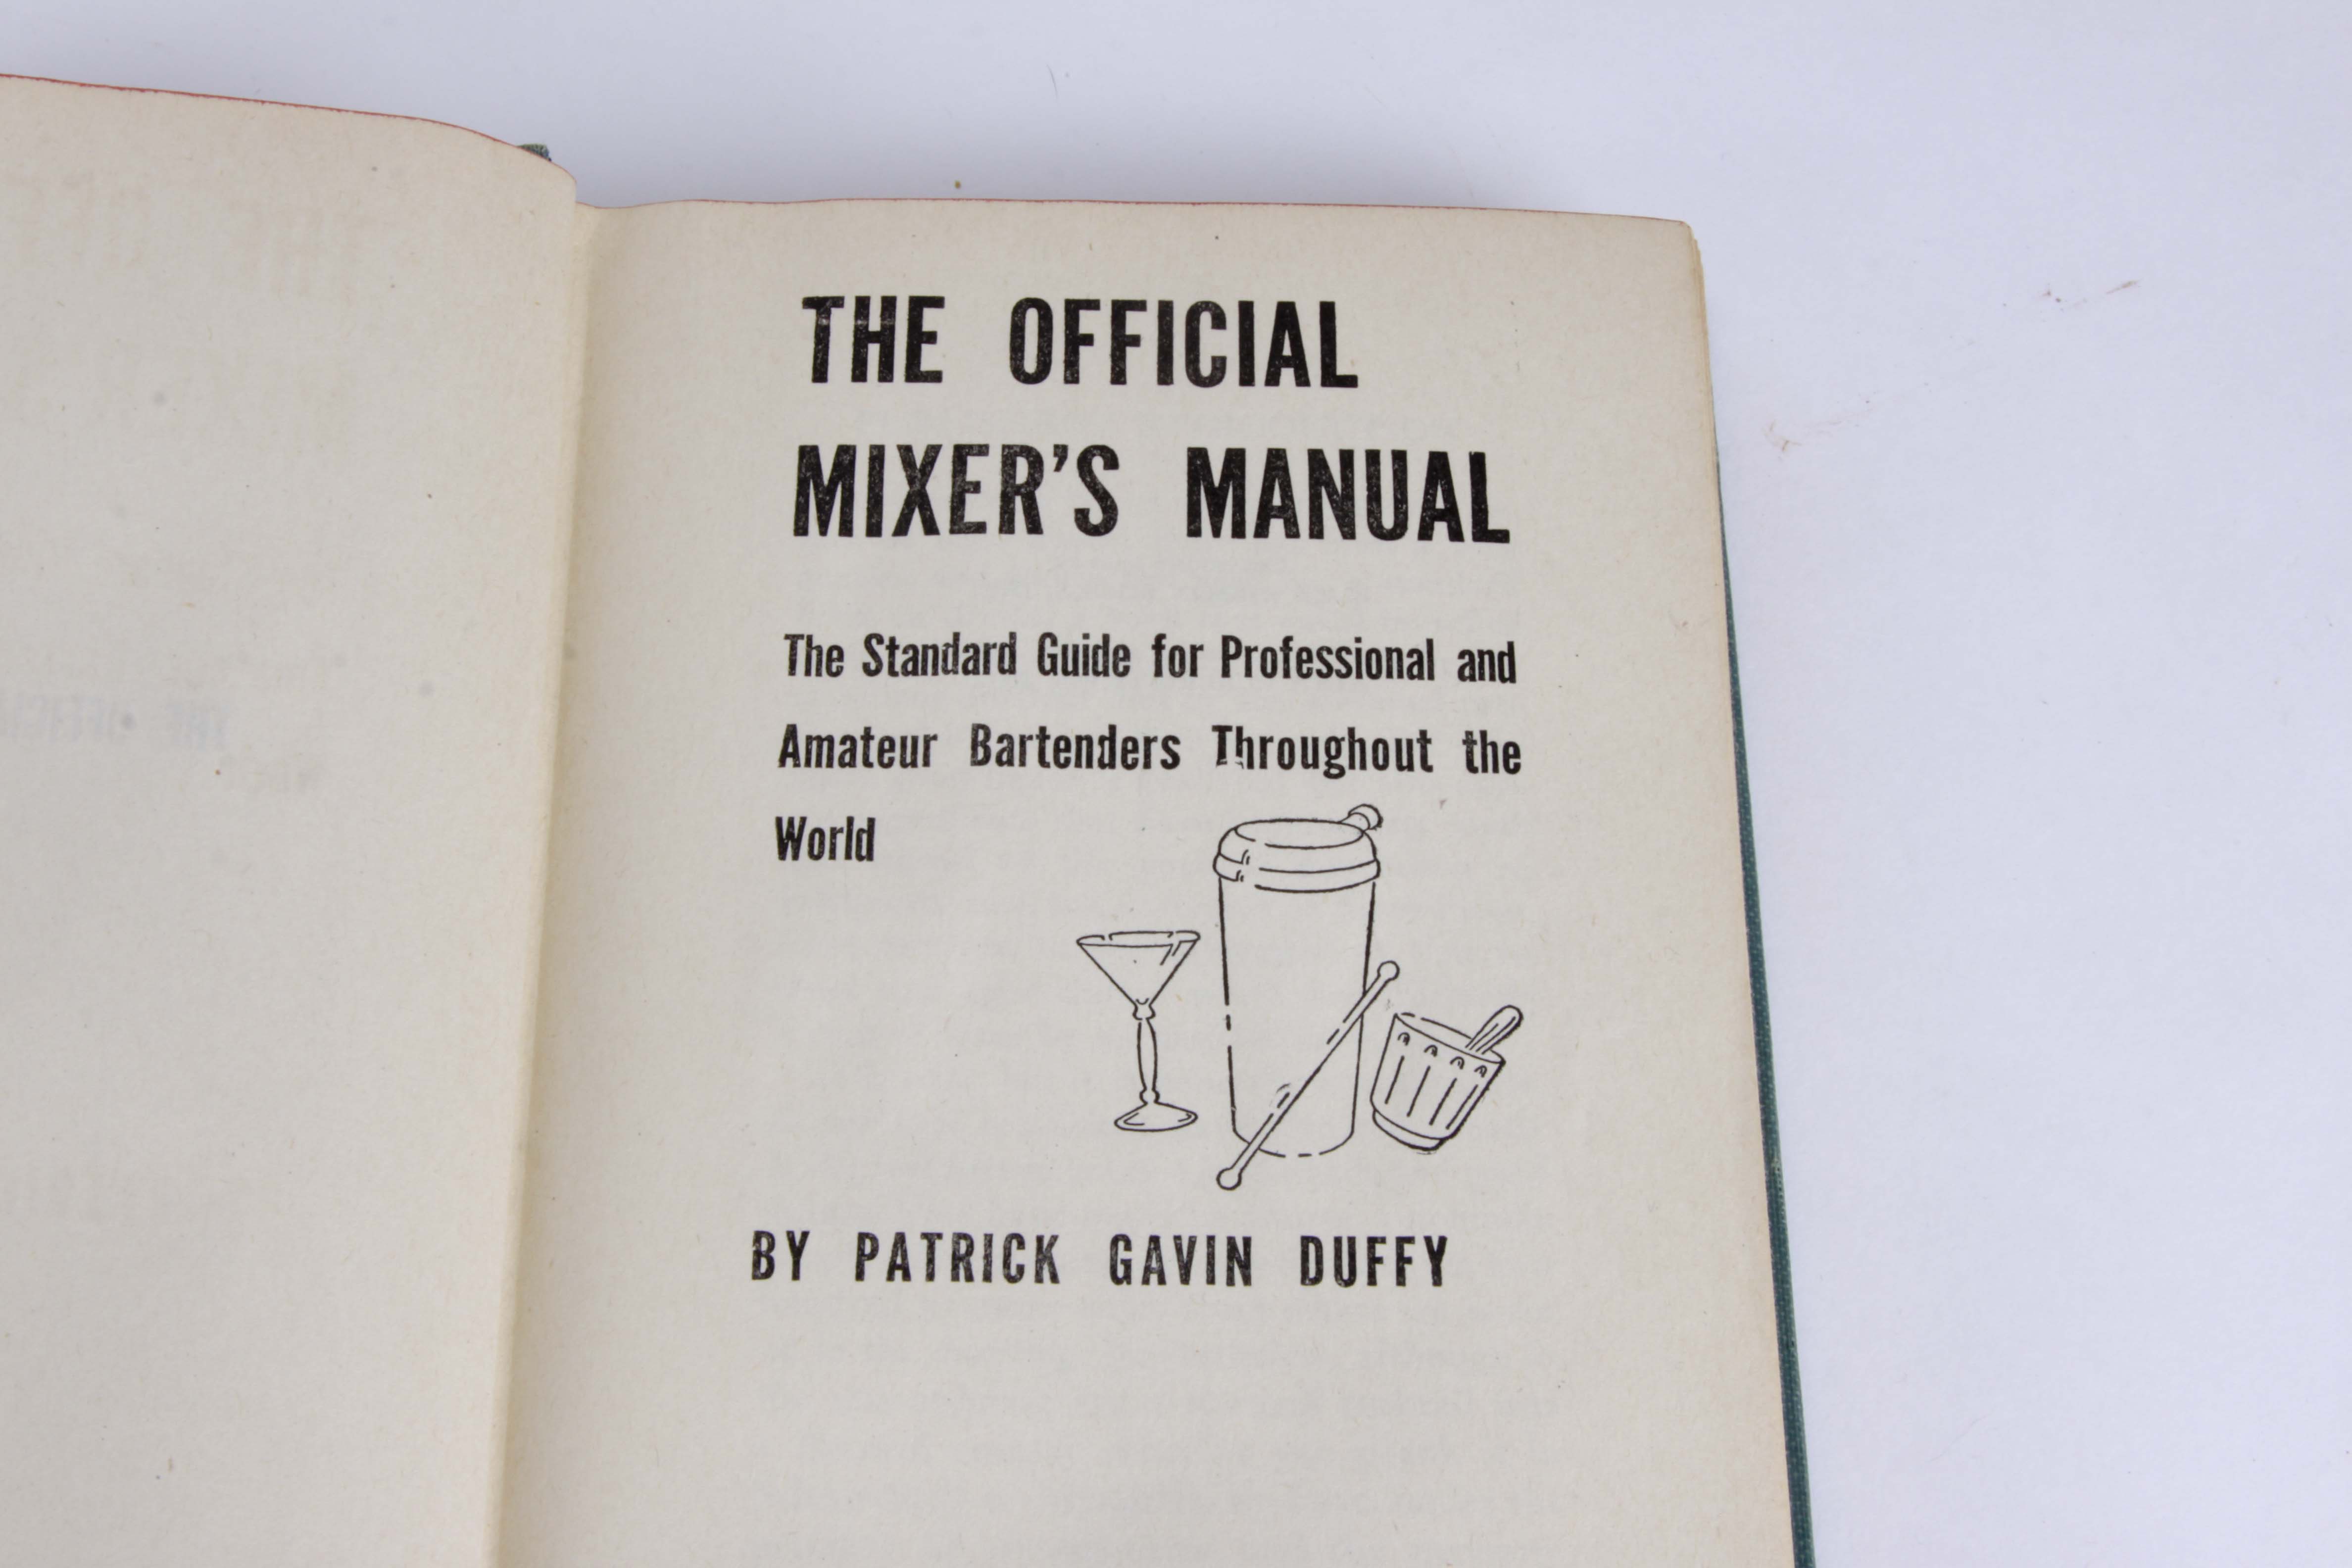 THE OFFICIAL
MIXER'S MANUAL
The Standard Guide for Professional and
Amateur Bartenders Throughout the
World
BY PATRICK GAVIN DUFFY